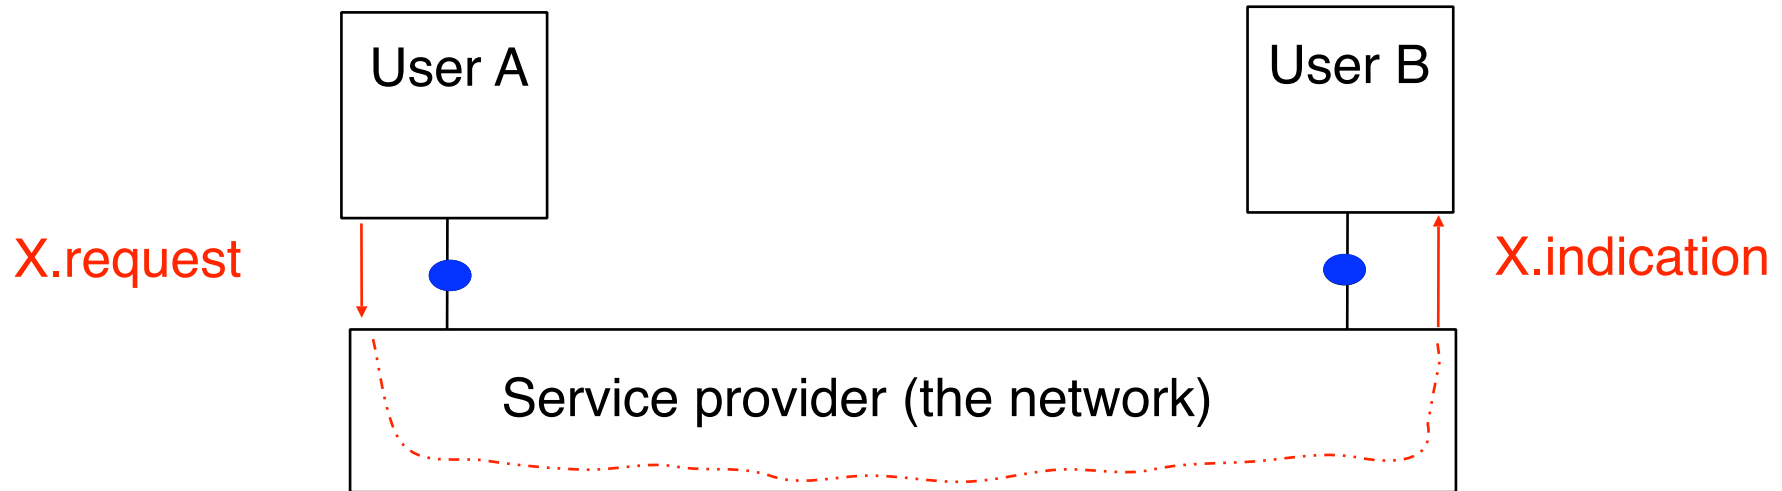 User A
User B
X.request
X.indication
Service provider (the network)